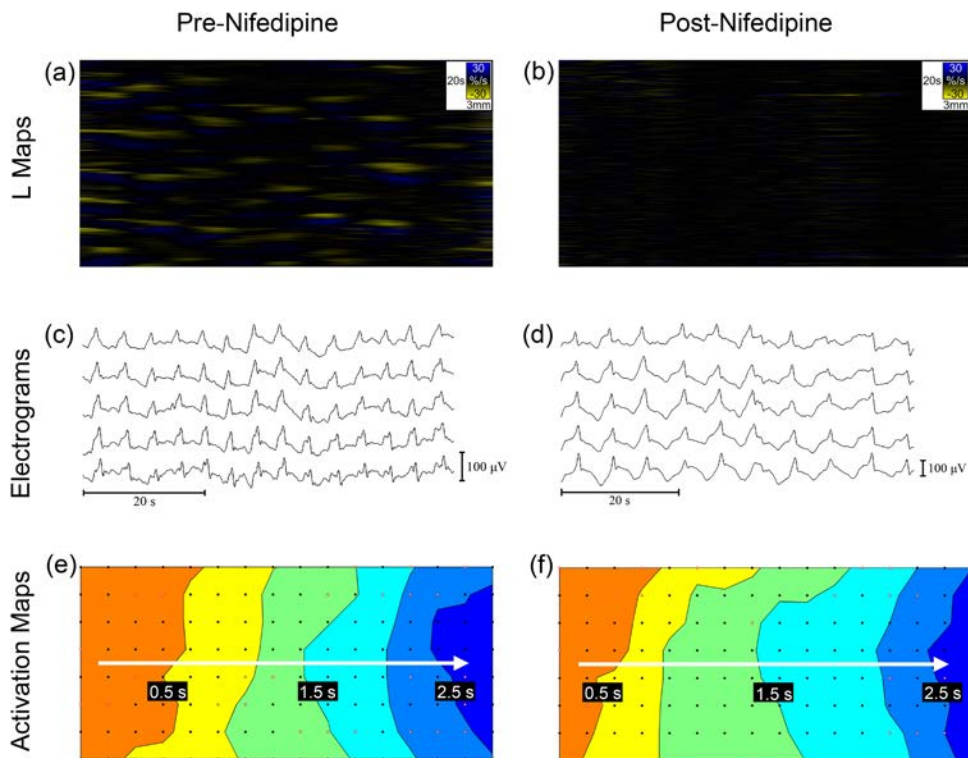 Pre-Nifedipine
Post-Nifedipine
L Maps
(a)
20s
30
%/s
-30
3mm
(b)
20s
30
%/s
-30
3mm
Electrograms
(c)
100 μV
20 s
(d)
100 μV
20 s
Activation Maps
(e)
0.5 s
1.5 s
2.5 s
(f)
0.5 s
1.5 s
2.5 s